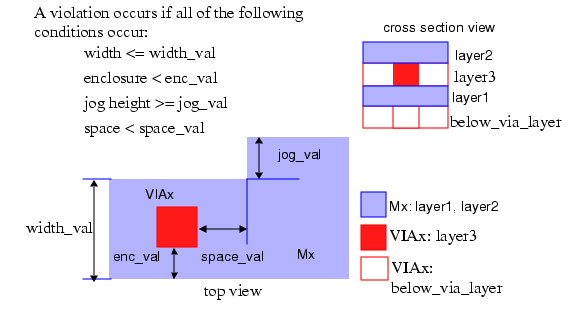 A violation occurs if all of the following
conditions occur:
width <= width_val
enclosure < enc_val
jog height >= jog_val
space < space_val
cross section view
layer2
layer3
layer1
below_via_layer
jog_val
VIAx
width_val
enc_val
space_val
Mx
top view
Mx: layer1, layer2
VIAx: layer3
VIAx:
below_via_layer